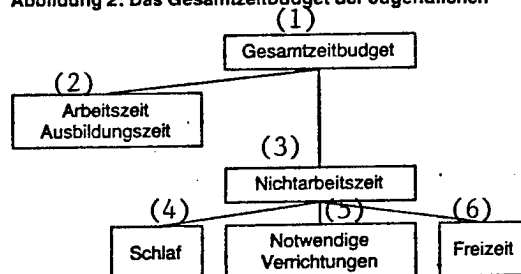 Abbildung 2: Das Gesamtzeitbudget der Jugendlichen
(1)
Gesamtzeitbudget
(2)
Arbeitszeit
Ausbildungszeit
(3)
Nichtarbeitszeit
(4)
(5)
(6)
Schlaf
Notwendige
Verrichtungen
Freizeit